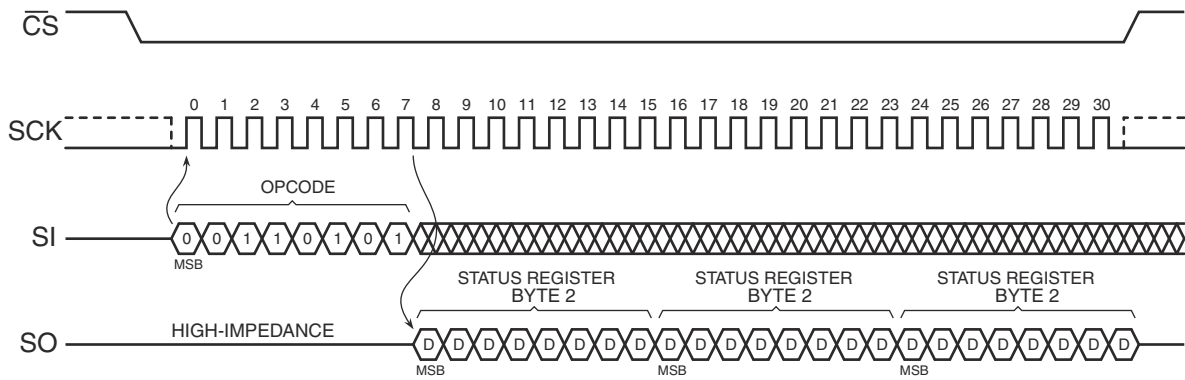 CS
0 1 2 3 4 5 6 7 8 9 10 11 12 13 14 15 16 17 18 19 20 21 22 23 24 25 26 27 28 29 30
SCK
OPCODE
SI
0 0 1 1 0 1 0 1
MSB
STATUS REGISTER
BYTE 2
STATUS REGISTER
BYTE 2
STATUS REGISTER
BYTE 2
HIGH-IMPEDANCE
SO
D D D D D D D D D D D D D D D D D D D D D D D D
MSB MSB MSB